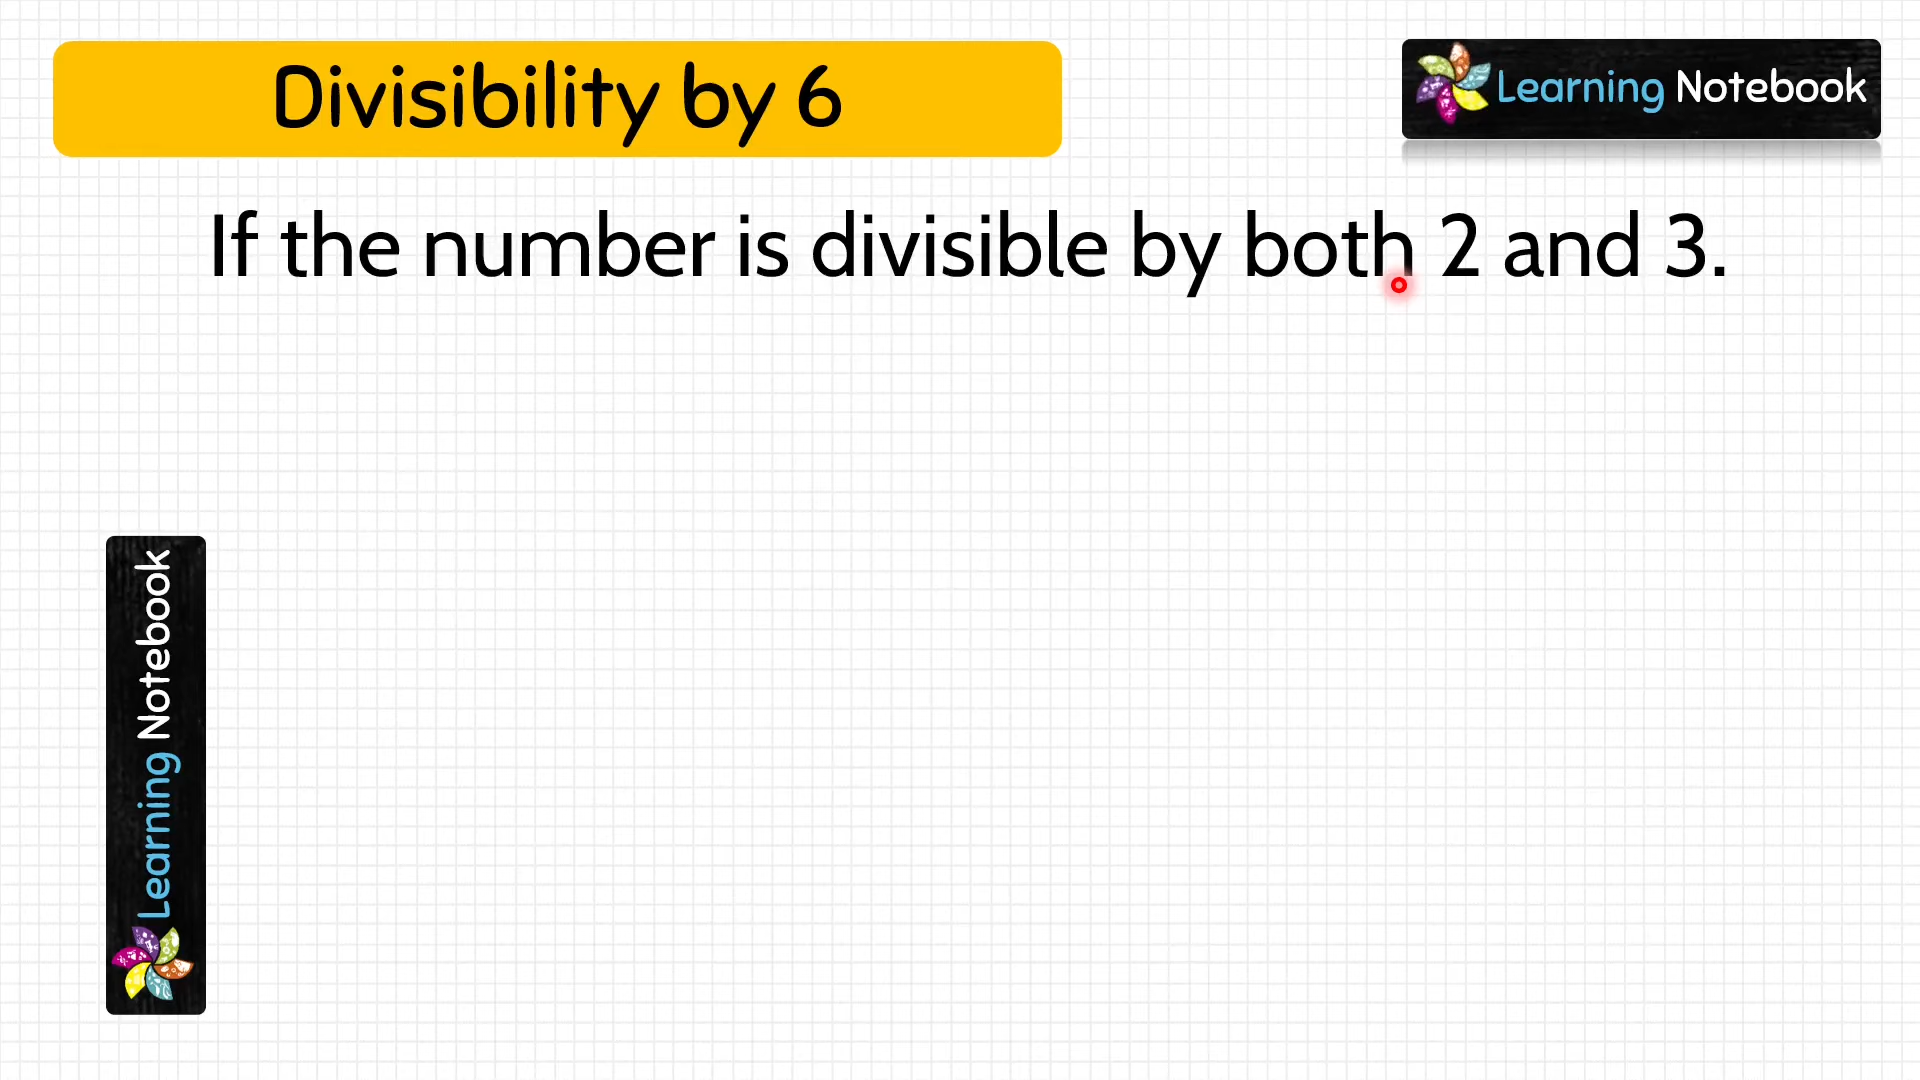 Divisibility by 6
Learning Notebook
If the number is divisible by both 2 and 3.
Learning Notebook